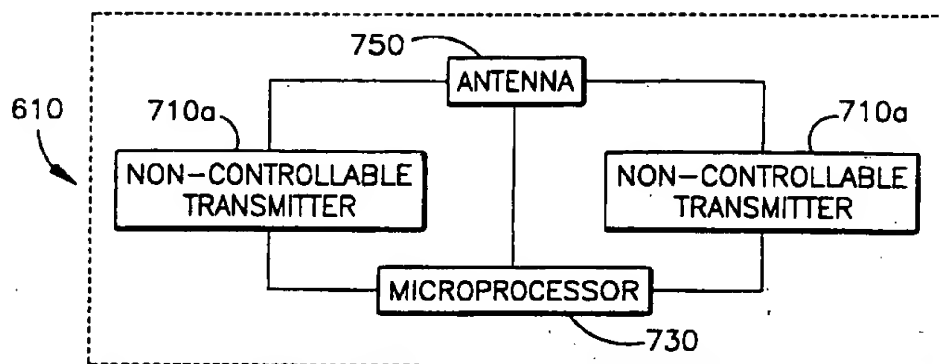 750
ANTENNA
610
710a
710a
NON-CONTROLLABLE
TRANSMITTER
NON-CONTROLLABLE
TRANSMITTER
MICROPROCESSOR
730